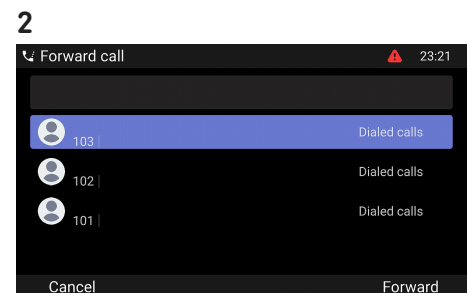 2
Forward call 23:21
103 | Dialed calls
102 | Dialed calls
101 | Dialed calls
Cancel Forward